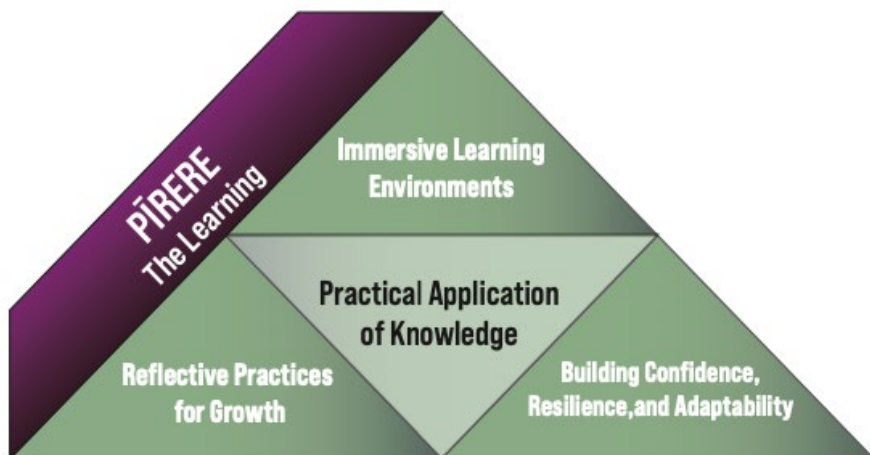 PĪRERE
The Learning
Immersive Learning
Environments
Practical Application
of Knowledge
Reflective Practices
for Growth
Building Confidence,
Resilience,and Adaptability